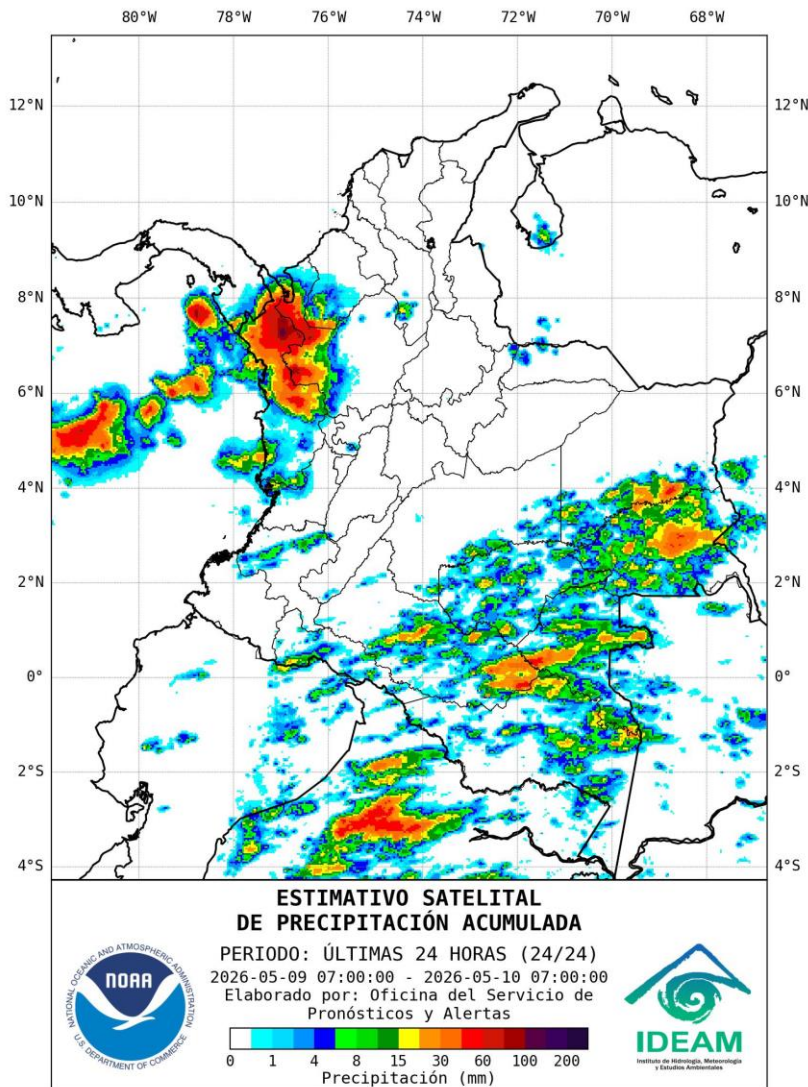 80°W 78°W 76°W 74°W 72°W 70°W 68°W
12°N 12°N
10°N 10°N
8°N 8°N
6°N 6°N
4°N 4°N
2°N 2°N
0° 0°
2°S 2°S
4°S 4°S
ESTIMATIVO SATELITAL
DE PRECIPITACIÓN ACUMULADA
PERIODO: ÚLTIMAS 24 HORAS (24/24)
2026-05-09 07:00:00 - 2026-05-10 07:00:00
Elaborado por: Oficina del Servicio de
Pronósticos y Alertas
0 1 4 8 15 30 60 100 200
Precipitación (mm)
NATIONAL OCEANIC AND ATMOSPHERIC ADMINISTRATION
NOAA
U.S. DEPARTMENT OF COMMERCE
IDEAM
Instituto de Hidrología, Meteorología
y Estudios Ambientales